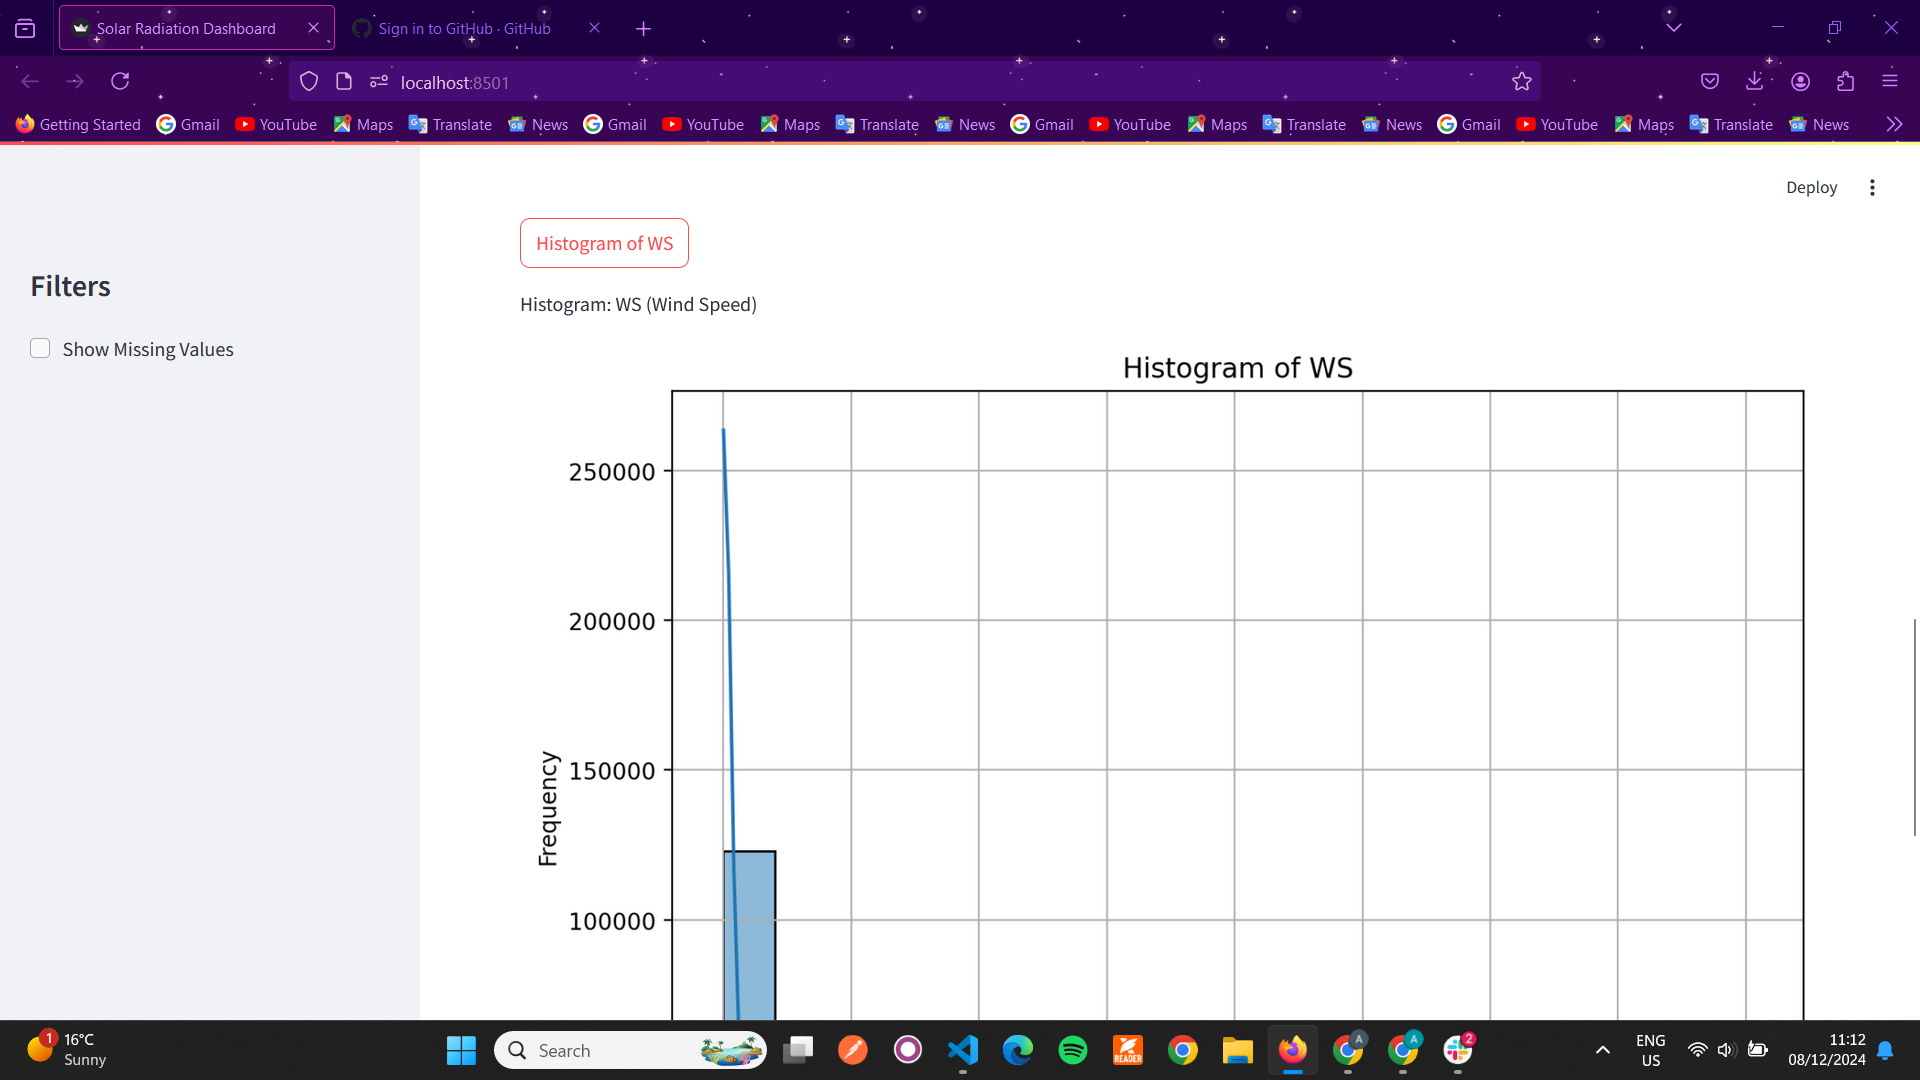 Solar Radiation Dashboard
Sign in to GitHub · GitHub
localhost:8501
Getting Started Gmail YouTube Maps Translate News Gmail YouTube Maps Translate News Gmail YouTube Maps Translate News Gmail YouTube Maps Translate News
Deploy
Filters
Show Missing Values
Histogram of WS
Histogram: WS (Wind Speed)
Histogram of WS
250000
200000
150000
100000
Frequency
1
16°C
Sunny
Search
READER
A
A
2
ENG
US
11:12
08/12/2024